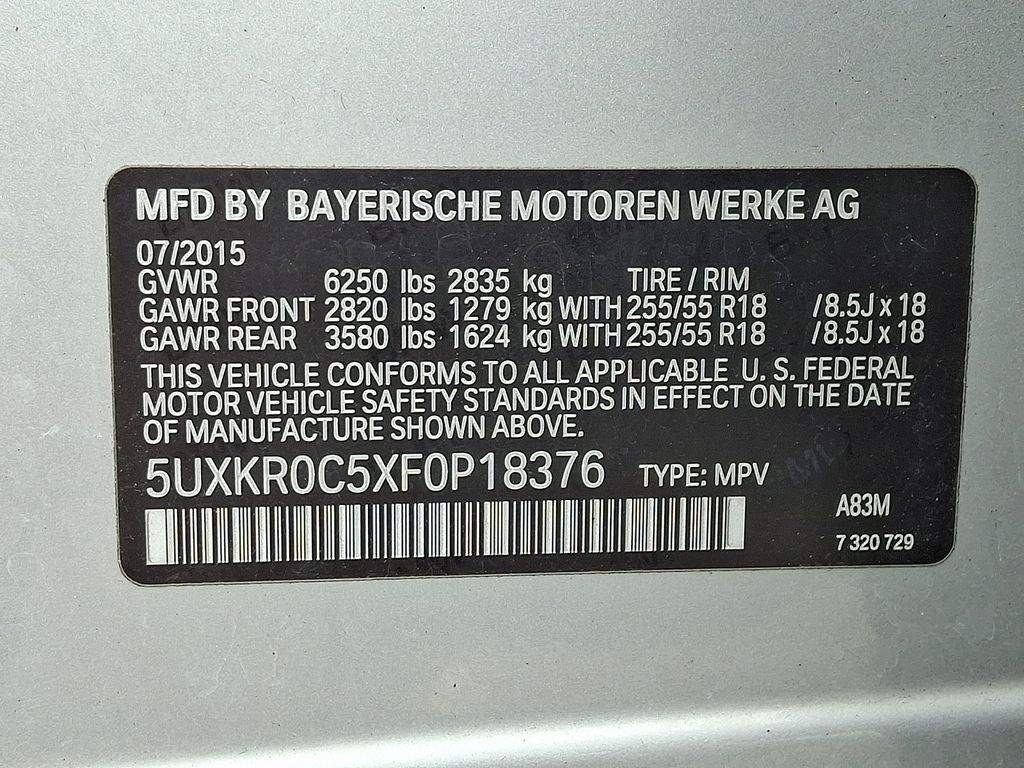 MFD BY BAYERISCHE MOTOREN WERKE AG
07/2015
GVWR 6250 lbs 2835 kg TIRE / RIM
GAWR FRONT 2820 lbs 1279 kg WITH 255/55 R18 /8.5J x 18
GAWR REAR 3580 lbs 1624 kg WITH 255/55 R18 /8.5J x 18
THIS VEHICLE CONFORMS TO ALL APPLICABLE U. S. FEDERAL
MOTOR VEHICLE SAFETY STANDARDS IN EFFECT ON THE DATE
OF MANUFACTURE SHOWN ABOVE.
5UXKR0C5XF0P18376 TYPE: MPV
A83M
7 320 729